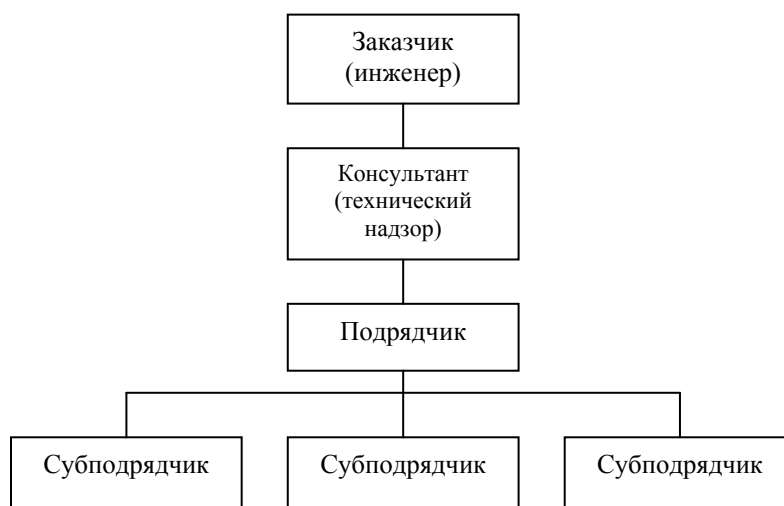 Заказчик
(инженер)
Консультант
(технический
надзор)
Подрядчик
Субподрядчик
Субподрядчик
Субподрядчик